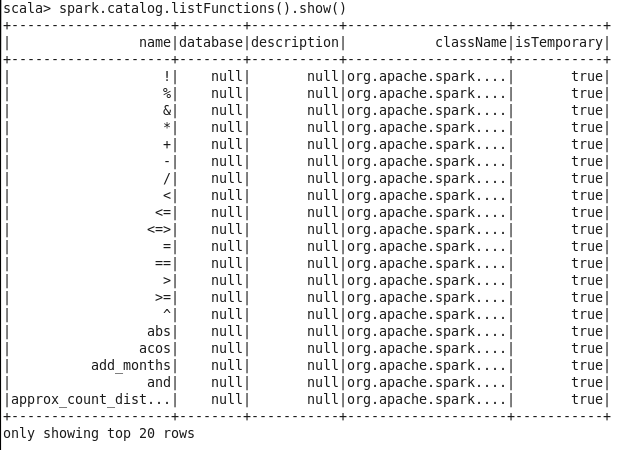 scala> spark.catalog.listFunctions().show()
+--------------------+--------+-----------+--------------------+-----------+
|                name|database|description|           className|isTemporary|
+--------------------+--------+-----------+--------------------+-----------+
|                   !|    null|       null|org.apache.spark....|       true|
|                   %|    null|       null|org.apache.spark....|       true|
|                   &|    null|       null|org.apache.spark....|       true|
|                   *|    null|       null|org.apache.spark....|       true|
|                   +|    null|       null|org.apache.spark....|       true|
|                   -|    null|       null|org.apache.spark....|       true|
|                   /|    null|       null|org.apache.spark....|       true|
|                   <|    null|       null|org.apache.spark....|       true|
|                  <=|    null|       null|org.apache.spark....|       true|
|                 <=>|    null|       null|org.apache.spark....|       true|
|                   =|    null|       null|org.apache.spark....|       true|
|                  ==|    null|       null|org.apache.spark....|       true|
|                   >|    null|       null|org.apache.spark....|       true|
|                  >=|    null|       null|org.apache.spark....|       true|
|                   ^|    null|       null|org.apache.spark....|       true|
|                 abs|    null|       null|org.apache.spark....|       true|
|                acos|    null|       null|org.apache.spark....|       true|
|          add_months|    null|       null|org.apache.spark....|       true|
|                 and|    null|       null|org.apache.spark....|       true|
|approx_count_dist...|    null|       null|org.apache.spark....|       true|
+--------------------+--------+-----------+--------------------+-----------+
only showing top 20 rows